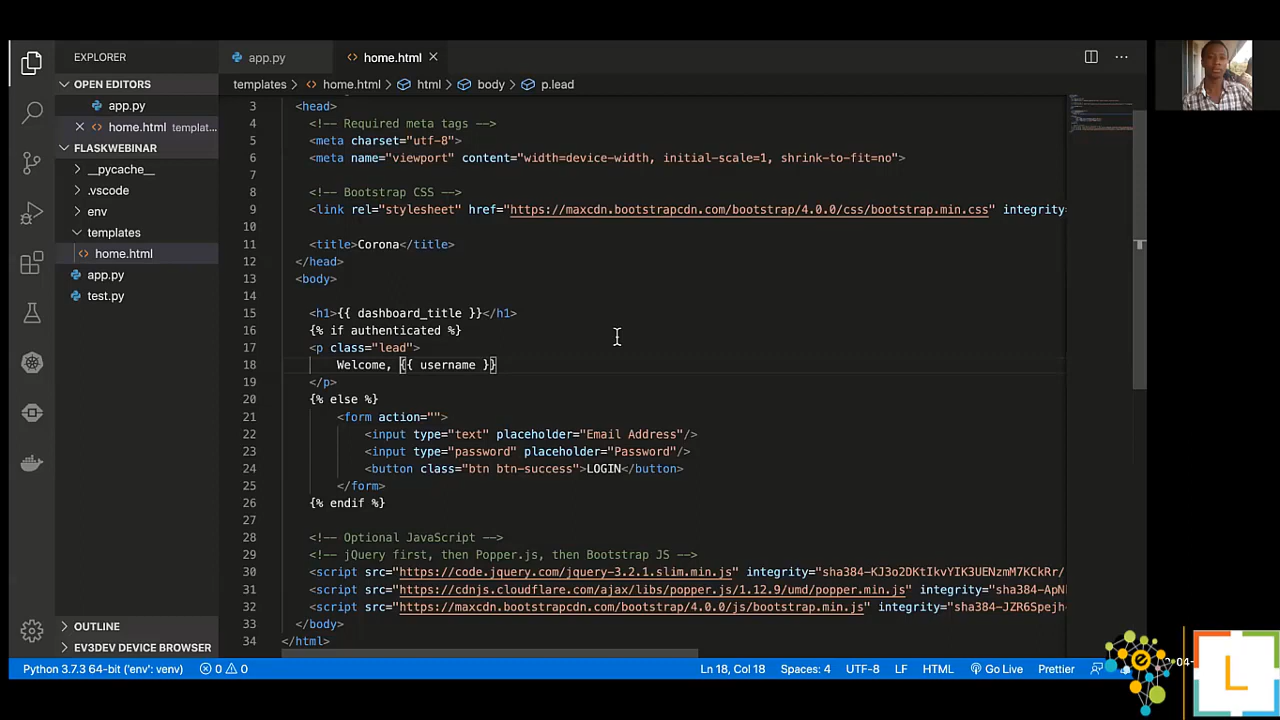 EXPLORER
app.py
home.html
OPEN EDITORS
templates > home.html > html > body > p.lead
app.py
home.html templat...
FLASKWEBINAR
__pycache__
.vscode
env
templates
home.html
app.py
test.py
3 <head>
4 <!-- Required meta tags -->
5 <meta charset="utf-8">
6 <meta name="viewport" content="width=device-width, initial-scale=1, shrink-to-fit=no">
7
8 <!-- Bootstrap CSS -->
9 <link rel="stylesheet" href="https://maxcdn.bootstrapcdn.com/bootstrap/4.0.0/css/bootstrap.min.css" integrity=
10
11 <title>Corona</title>
12 </head>
13 <body>
14
15 <h1>{{ dashboard_title }}</h1>
16 {% if authenticated %}
17 <p class="lead">
18 Welcome, {{ username }}
19 </p>
20 {% else %}
21 <form action="">
22 <input type="text" placeholder="Email Address"/>
23 <input type="password" placeholder="Password"/>
24 <button class="btn btn-success">LOGIN</button>
25 </form>
26 {% endif %}
27
28 <!-- Optional JavaScript -->
29 <!-- jQuery first, then Popper.js, then Bootstrap JS -->
30 <script src="https://code.jquery.com/jquery-3.2.1.slim.min.js" integrity="sha384-KJ3o2DKtIkvYIK3UENzmM7KCkRr/
31 <script src="https://cdnjs.cloudflare.com/ajax/libs/popper.js/1.12.9/umd/popper.min.js" integrity="sha384-ApN
32 <script src="https://maxcdn.bootstrapcdn.com/bootstrap/4.0.0/js/bootstrap.min.js" integrity="sha384-JZR6Spejh
33 </body>
34 </html>
OUTLINE
EV3DEV DEVICE BROWSER
Python 3.7.3 64-bit ('env': venv) 0 0 Ln 18, Col 18 Spaces: 4 UTF-8 LF HTML Go Live Prettier
04-
L